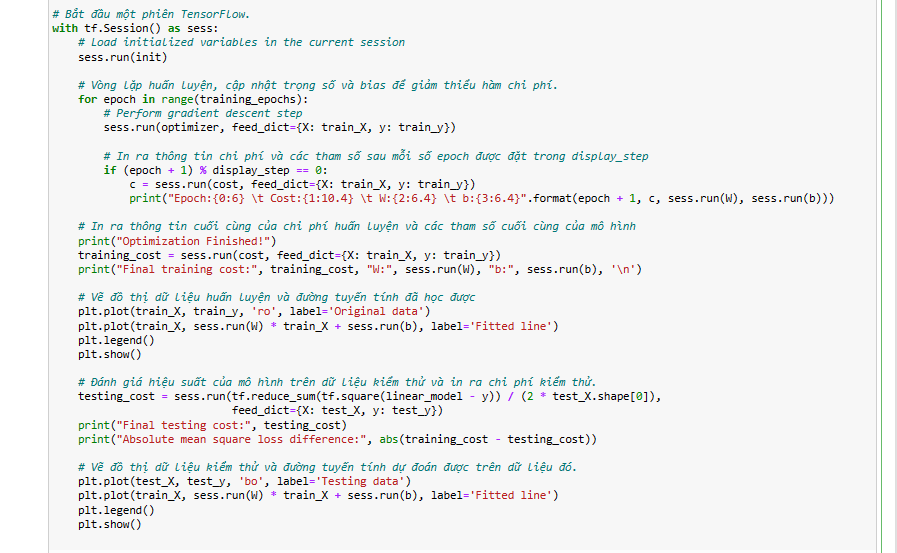 # Bắt đầu một phiên TensorFlow.
with tf.Session() as sess:
    # Load initialized variables in the current session
    sess.run(init)

    # Vòng lặp huấn luyện, cập nhật trọng số và bias để giảm thiểu hàm chi phí.
    for epoch in range(training_epochs):
        # Perform gradient descent step
        sess.run(optimizer, feed_dict={X: train_X, y: train_y})

        # In ra thông tin chi phí và các tham số sau mỗi số epoch được đặt trong display_step
        if (epoch + 1) % display_step == 0:
            c = sess.run(cost, feed_dict={X: train_X, y: train_y})
            print("Epoch:{0:6} \t Cost:{1:10.4} \t W:{2:6.4} \t b:{3:6.4}".format(epoch + 1, c, sess.run(W), sess.run(b)))

    # In ra thông tin cuối cùng của chi phí huấn luyện và các tham số cuối cùng của mô hình
    print("Optimization Finished!")
    training_cost = sess.run(cost, feed_dict={X: train_X, y: train_y})
    print("Final training cost:", training_cost, "W:", sess.run(W), "b:", sess.run(b), '\n')

    # Vẽ đồ thị dữ liệu huấn luyện và đường tuyến tính đã học được
    plt.plot(train_X, train_y, 'ro', label='Original data')
    plt.plot(train_X, sess.run(W) * train_X + sess.run(b), label='Fitted line')
    plt.legend()
    plt.show()

    # Đánh giá hiệu suất của mô hình trên dữ liệu kiểm thử và in ra chi phí kiểm thử.
    testing_cost = sess.run(tf.reduce_sum(tf.square(linear_model - y)) / (2 * test_X.shape[0]),
                            feed_dict={X: test_X, y: test_y})
    print("Final testing cost:", testing_cost)
    print("Absolute mean square loss difference:", abs(training_cost - testing_cost))

    # Vẽ đồ thị dữ liệu kiểm thử và đường tuyến tính dự đoán được trên dữ liệu đó.
    plt.plot(test_X, test_y, 'bo', label='Testing data')
    plt.plot(train_X, sess.run(W) * train_X + sess.run(b), label='Fitted line')
    plt.legend()
    plt.show()